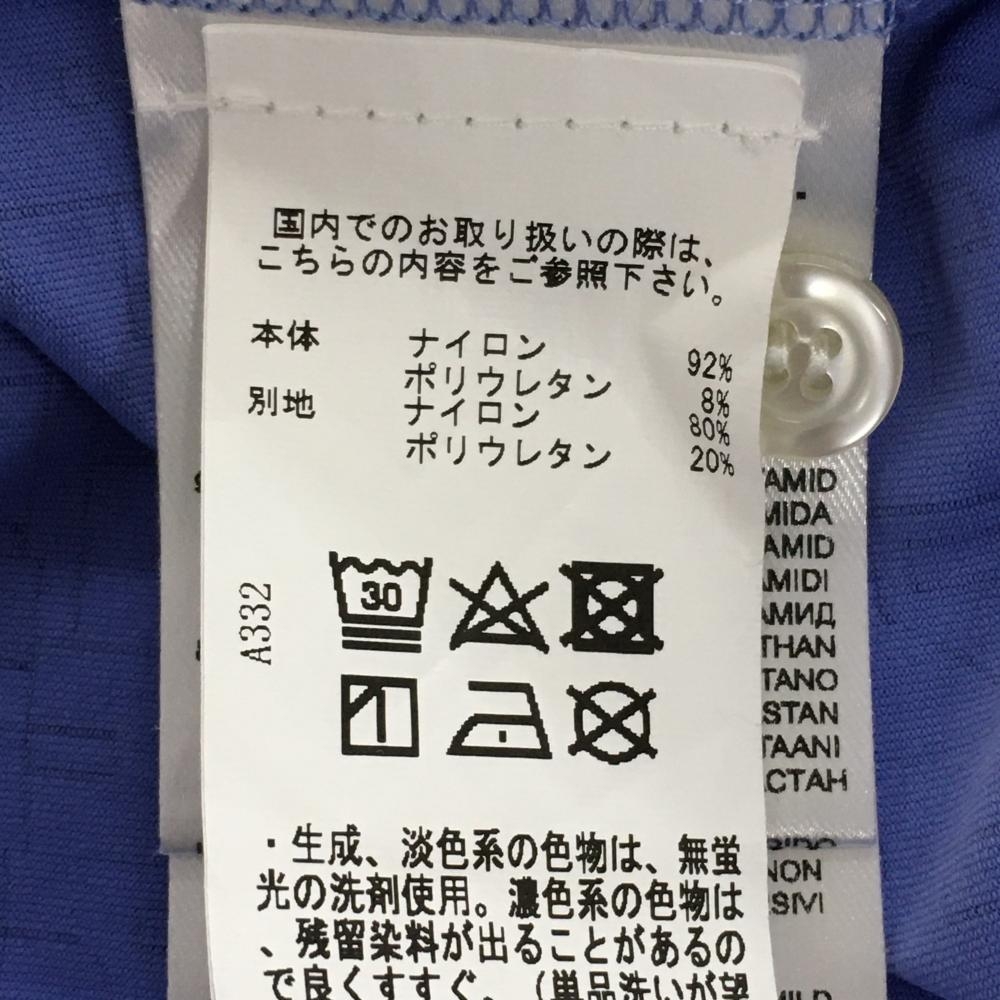 国内でのお取り扱いの際は、
こちらの内容をご参照下さい。
本体 ナイロン 92%
ポリウレタン 8%
別地 ナイロン 80%
ポリウレタン 20%
A332
30
・生成、淡色系の色物は、無蛍
光の洗剤使用。濃色系の色物は
、残留染料が出ることがあるの
で良くすすぐ。（単品洗いが望
AMID
MIDA
AMID
MIDI
АМИД
THAN
TANO
STAN
TAANI
СТАН
NON
SIVI
MILD